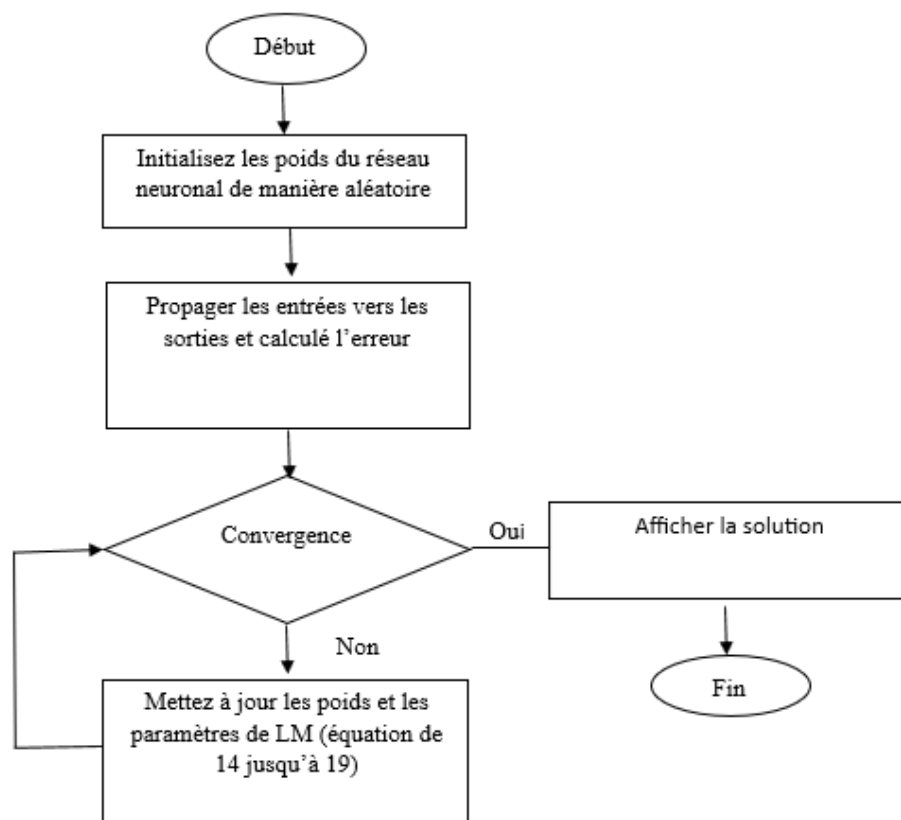 Début
Initialisez les poids du réseau
neuronal de manière aléatoire
Propager les entrées vers les
sorties et calculé l’erreur
Convergence
Oui
Afficher la solution
Non
Fin
Mettez à jour les poids et les
paramètres de LM (équation de
14 jusqu’à 19)